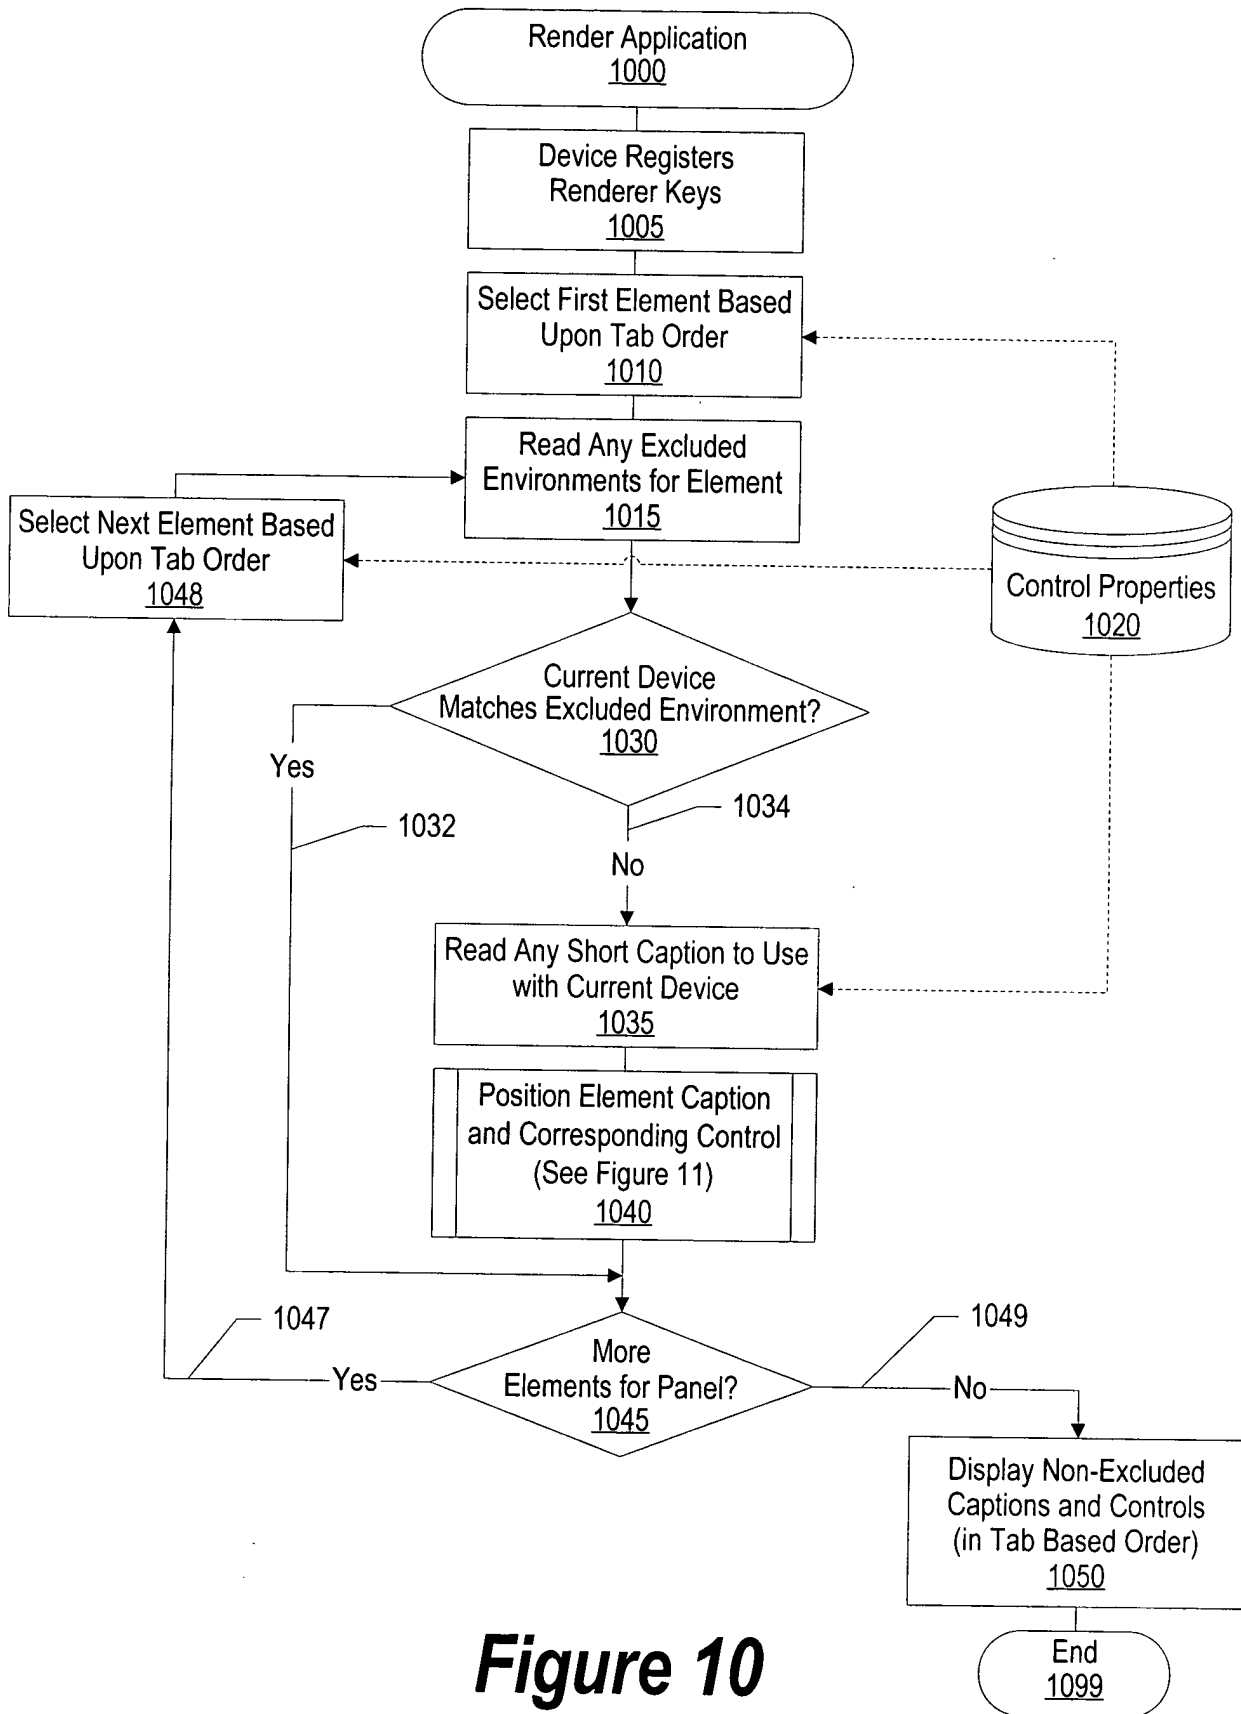 Render Application
1000
Device Registers
Renderer Keys
1005
Select First Element Based
Upon Tab Order
1010
Read Any Excluded
Environments for Element
1015
Select Next Element Based
Upon Tab Order
1048
Control Properties
1020
Current Device
Matches Excluded Environment?
1030
Yes
1032
1034
No
Read Any Short Caption to Use
with Current Device
1035
Position Element Caption
and Corresponding Control
(See Figure 11)
1040
1047
1049
More
Elements for Panel?
1045
Yes
No
Display Non-Excluded
Captions and Controls
(in Tab Based Order)
1050
End
1099
Figure 10